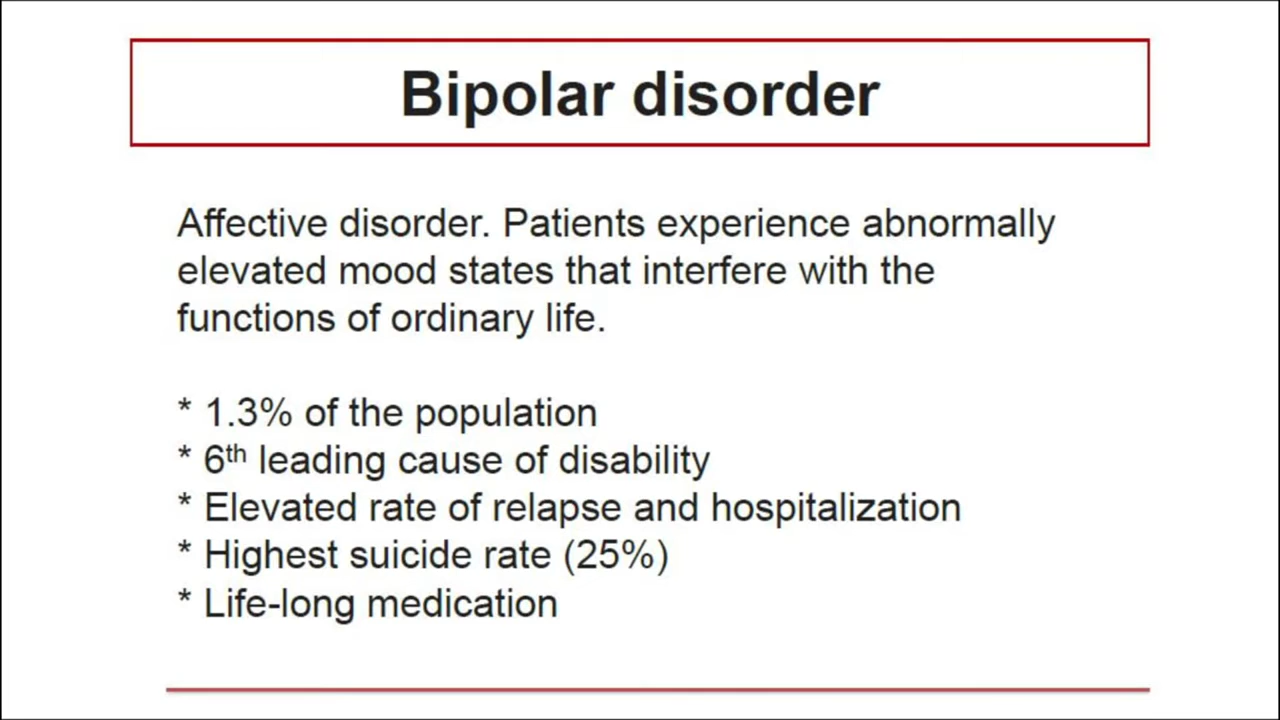 Bipolar disorder
Affective disorder. Patients experience abnormally
elevated mood states that interfere with the
functions of ordinary life.
* 1.3% of the population
* 6th leading cause of disability
* Elevated rate of relapse and hospitalization
* Highest suicide rate (25%)
* Life-long medication